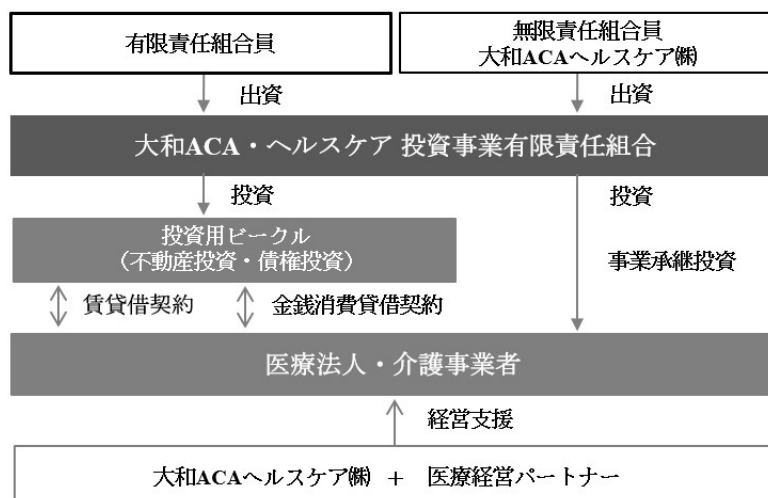 有限責任組合員
無限責任組合員
大和ACAヘルスケア㈱
出資
出資
大和ACA・ヘルスケア 投資事業有限責任組合
投資
投資
投資用ビークル
（不動産投資・債権投資）
事業承継投資
賃貸借契約
金銭消費貸借契約
医療法人・介護事業者
経営支援
大和ACAヘルスケア㈱ + 医療経営パートナー